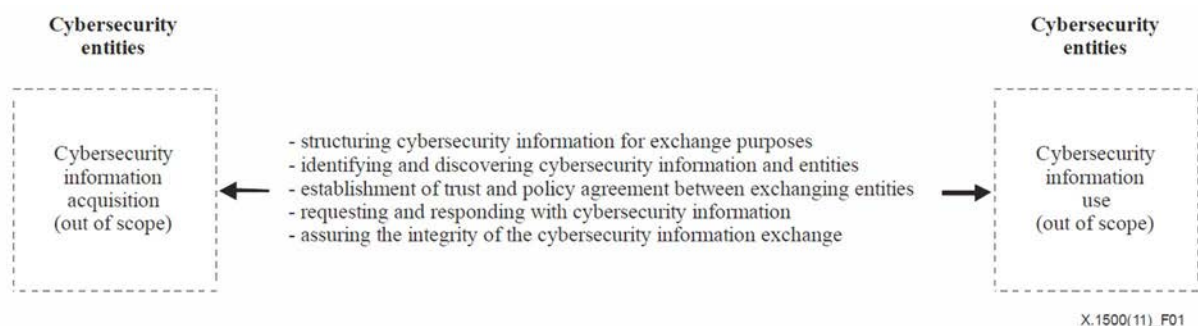 Cybersecurity
entities
Cybersecurity
entities
Cybersecurity
information
acquisition
(out of scope)
- structuring cybersecurity information for exchange purposes
- identifying and discovering cybersecurity information and entities
- establishment of trust and policy agreement between exchanging entities
- requesting and responding with cybersecurity information
- assuring the integrity of the cybersecurity information exchange
Cybersecurity
information
use
(out of scope)
X.1500(11)_F01